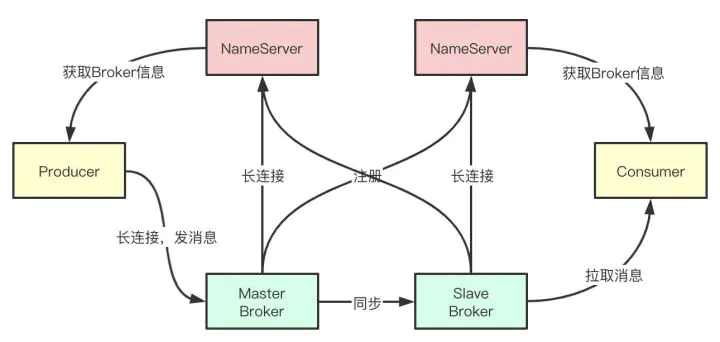 NameServer
NameServer
获取Broker信息
获取Broker信息
Producer
长连接
注册
长连接
Consumer
长连接，发消息
拉取消息
Master
Broker
同步
Slave
Broker